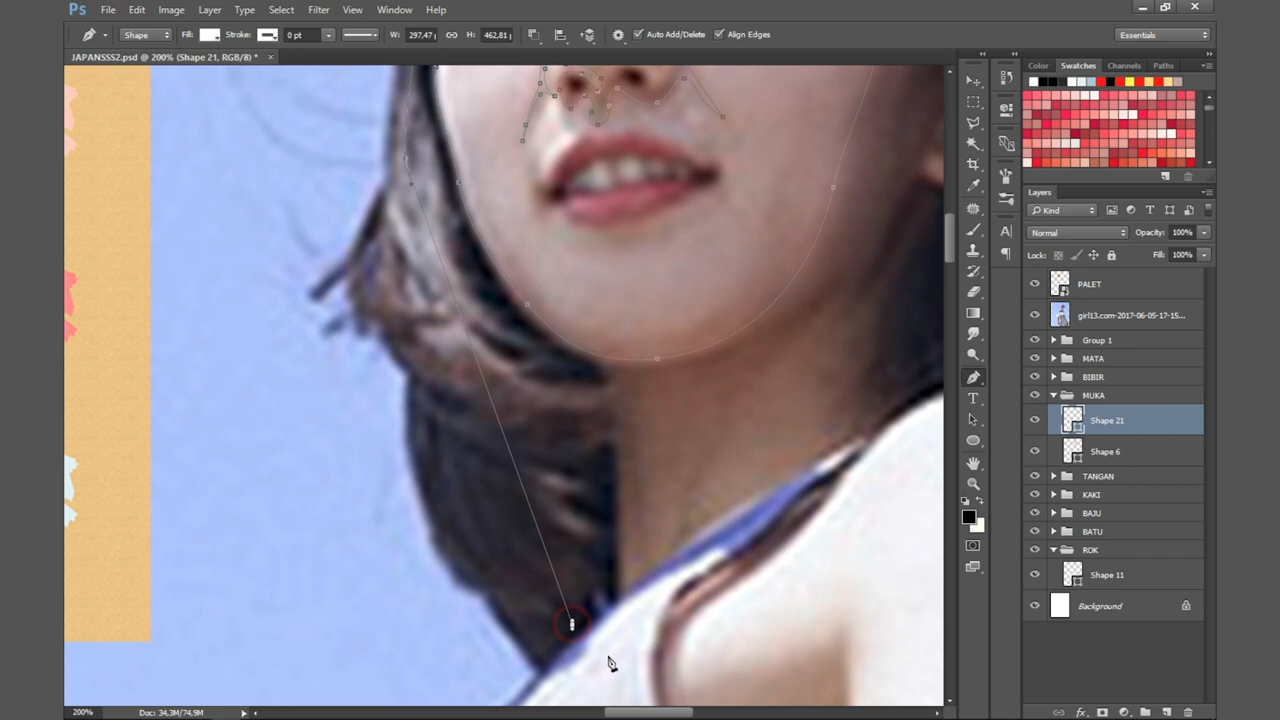 Ps File Edit Image Layer Type Select Filter View Window Help
Shape Fill: Stroke: 0 pt W: 297,47 H: 462,81 Auto Add/Delete Align Edges Essentials
JAPANSSS2.psd @ 200% (Shape 21, RGB/8) * ×
Color Swatches Channels Paths
Layers
Kind
Normal Opacity: 100%
Lock: Fill: 100%
PALET
girl13.com-2017-06-05-17-15...
Group 1
MATA
BIBIR
MUKA
Shape 21
Shape 6
TANGAN
KAKI
BAJU
BATU
ROK
Shape 11
Background
200% Doc: 34,3M/74,9M